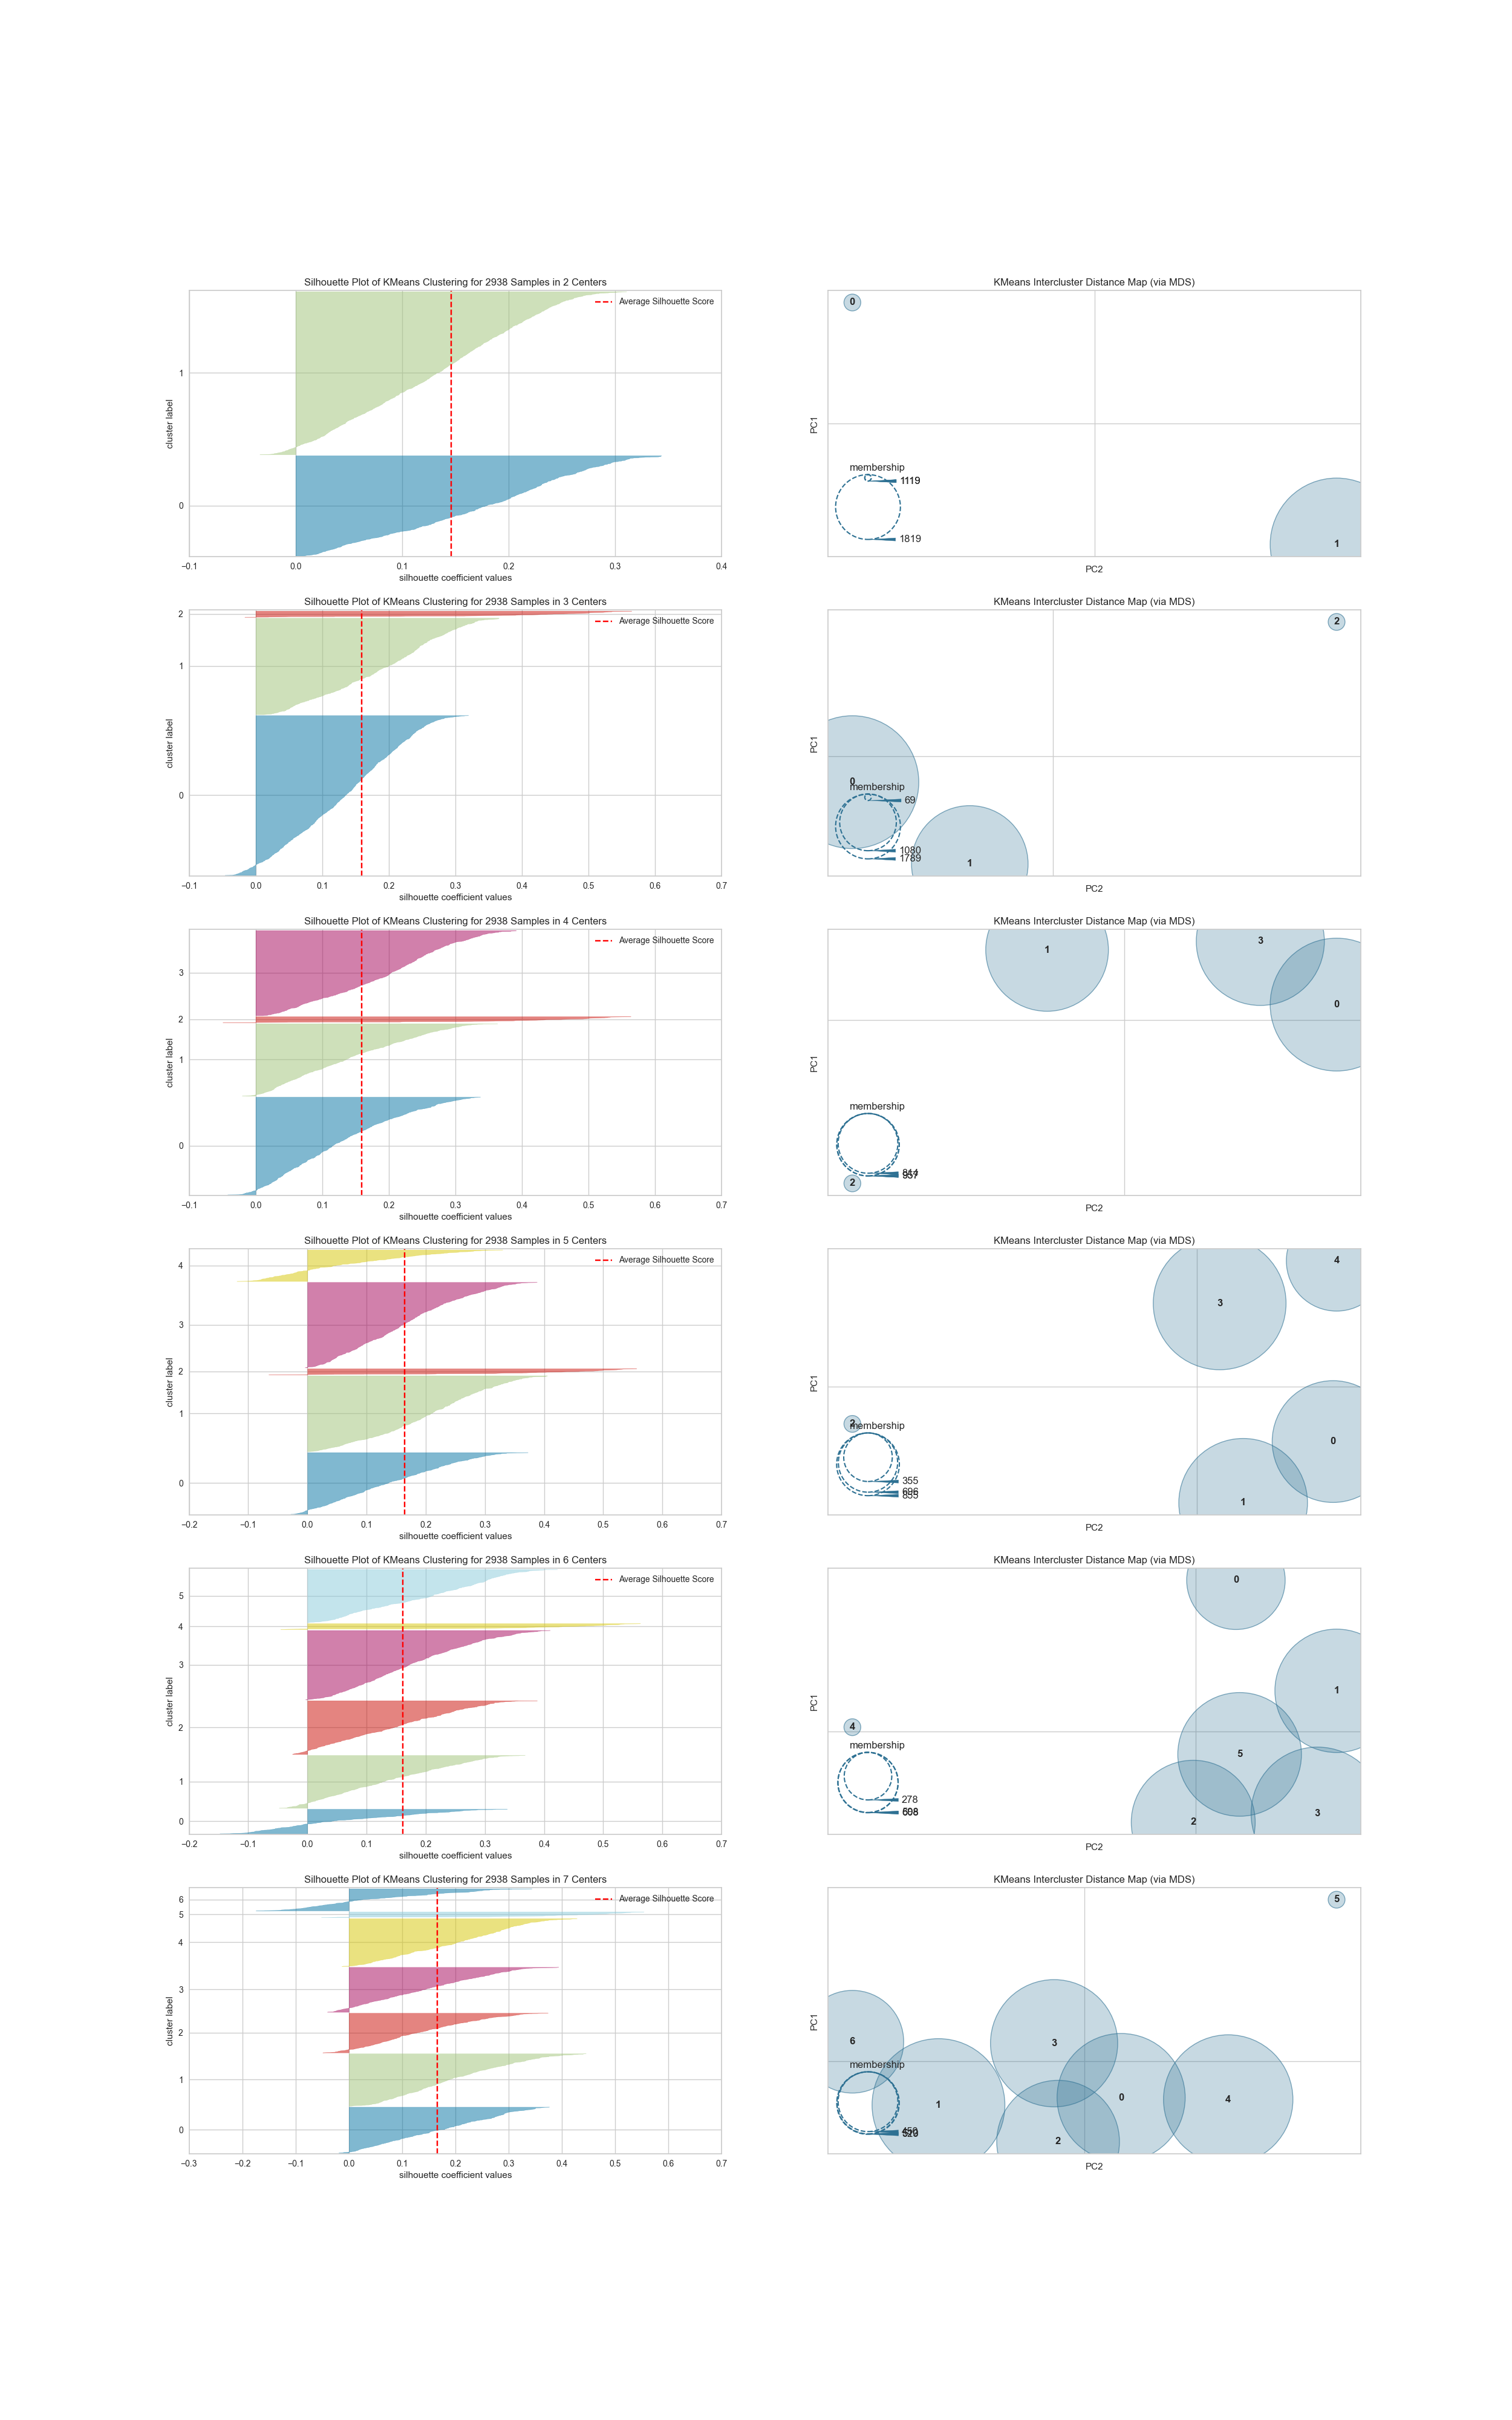 Silhouette Plot of KMeans Clustering for 2938 Samples in 2 Centers
Average Silhouette Score
1
0
cluster label
−0.1 0.0 0.1 0.2 0.3 0.4
silhouette coefficient values
KMeans Intercluster Distance Map (via MDS)
0
PC1
membership
1119
1819
1
PC2
Silhouette Plot of KMeans Clustering for 2938 Samples in 3 Centers
2
Average Silhouette Score
1
0
cluster label
−0.1 0.0 0.1 0.2 0.3 0.4 0.5 0.6 0.7
silhouette coefficient values
KMeans Intercluster Distance Map (via MDS)
2
PC1
0
membership
69
1080
1789
1
PC2
Silhouette Plot of KMeans Clustering for 2938 Samples in 4 Centers
Average Silhouette Score
3
2
1
0
cluster label
−0.1 0.0 0.1 0.2 0.3 0.4 0.5 0.6 0.7
silhouette coefficient values
KMeans Intercluster Distance Map (via MDS)
1
3
0
PC1
membership
2
PC2
Silhouette Plot of KMeans Clustering for 2938 Samples in 5 Centers
Average Silhouette Score
4
3
2
1
0
cluster label
−0.2 −0.1 0.0 0.1 0.2 0.3 0.4 0.5 0.6 0.7
silhouette coefficient values
KMeans Intercluster Distance Map (via MDS)
4
3
PC1
2
membership
0
355
1
PC2
Silhouette Plot of KMeans Clustering for 2938 Samples in 6 Centers
Average Silhouette Score
5
4
3
2
1
0
cluster label
−0.2 −0.1 0.0 0.1 0.2 0.3 0.4 0.5 0.6 0.7
silhouette coefficient values
KMeans Intercluster Distance Map (via MDS)
0
1
PC1
4
membership
5
278
3
2
PC2
Silhouette Plot of KMeans Clustering for 2938 Samples in 7 Centers
Average Silhouette Score
6
5
4
3
2
1
0
cluster label
−0.3 −0.2 −0.1 0.0 0.1 0.2 0.3 0.4 0.5 0.6 0.7
silhouette coefficient values
KMeans Intercluster Distance Map (via MDS)
5
PC1
6
3
membership
0
4
1
2
PC2